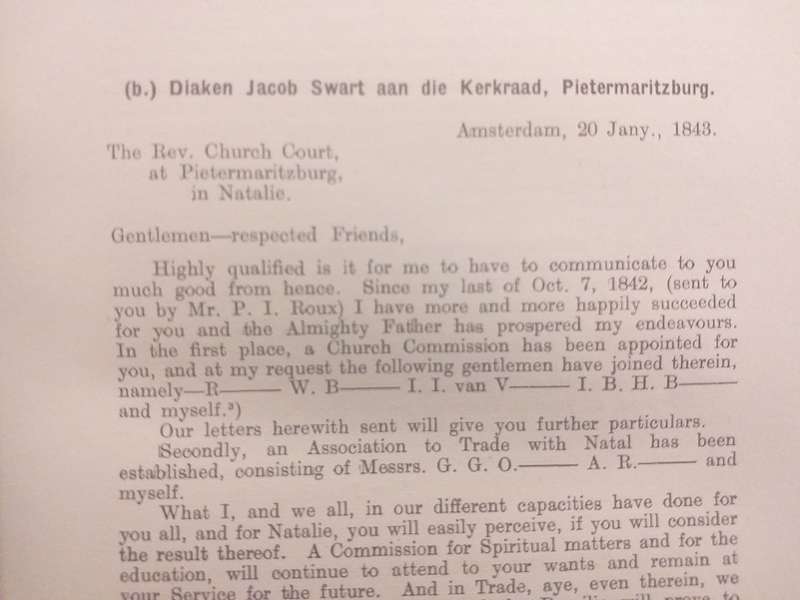 (b.) Diaken Jacob Swart aan die Kerkraad, Pietermaritzburg.
Amsterdam, 20 Jany., 1843.
The Rev. Church Court,
at Pietermaritzburg,
in Natalie.
Gentlemen—respected Friends,
Highly qualified is it for me to have to communicate to you
much good from hence. Since my last of Oct. 7, 1842, (sent to
you by Mr. P. I. Roux) I have more and more happily succeeded
for you and the Almighty Father has prospered my endeavours.
In the first place, a Church Commission has been appointed for
you, and at my request the following gentlemen have joined therein,
namely—R——— W. B——— I. I. van V——— I. B. H. B———
and myself.³)
Our letters herewith sent will give you further particulars.
Secondly, an Association to Trade with Natal has been
established, consisting of Messrs. G. G. O.——— A. R.——— and
myself.
What I, and we all, in our different capacities have done for
you all, and for Natalie, you will easily perceive, if you will consider
the result thereof. A Commission for Spiritual matters and for the
education, will continue to attend to your wants and remain at
your Service for the future. And in Trade, aye, even therein, we
will prove to